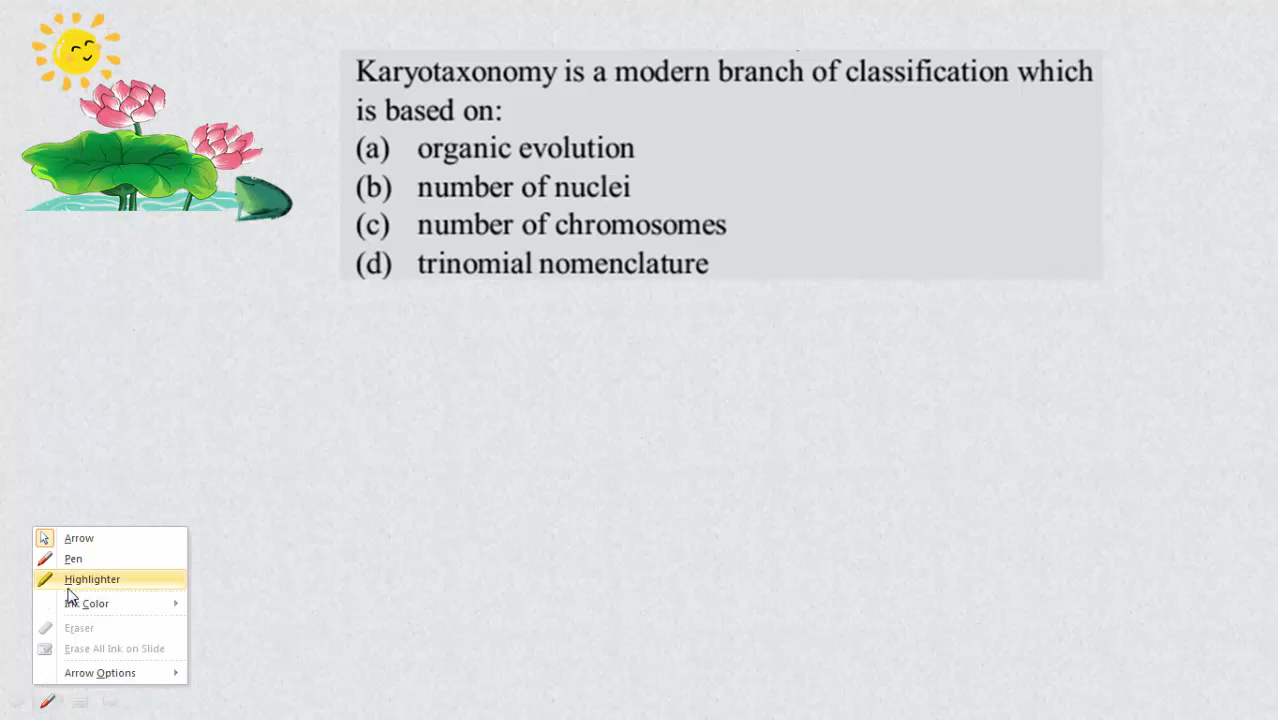 Karyotaxonomy is a modern branch of classification which
is based on:
(a) organic evolution
(b) number of nuclei
(c) number of chromosomes
(d) trinomial nomenclature
Arrow
Pen
Highlighter
Ink Color
Eraser
Erase All Ink on Slide
Arrow Options